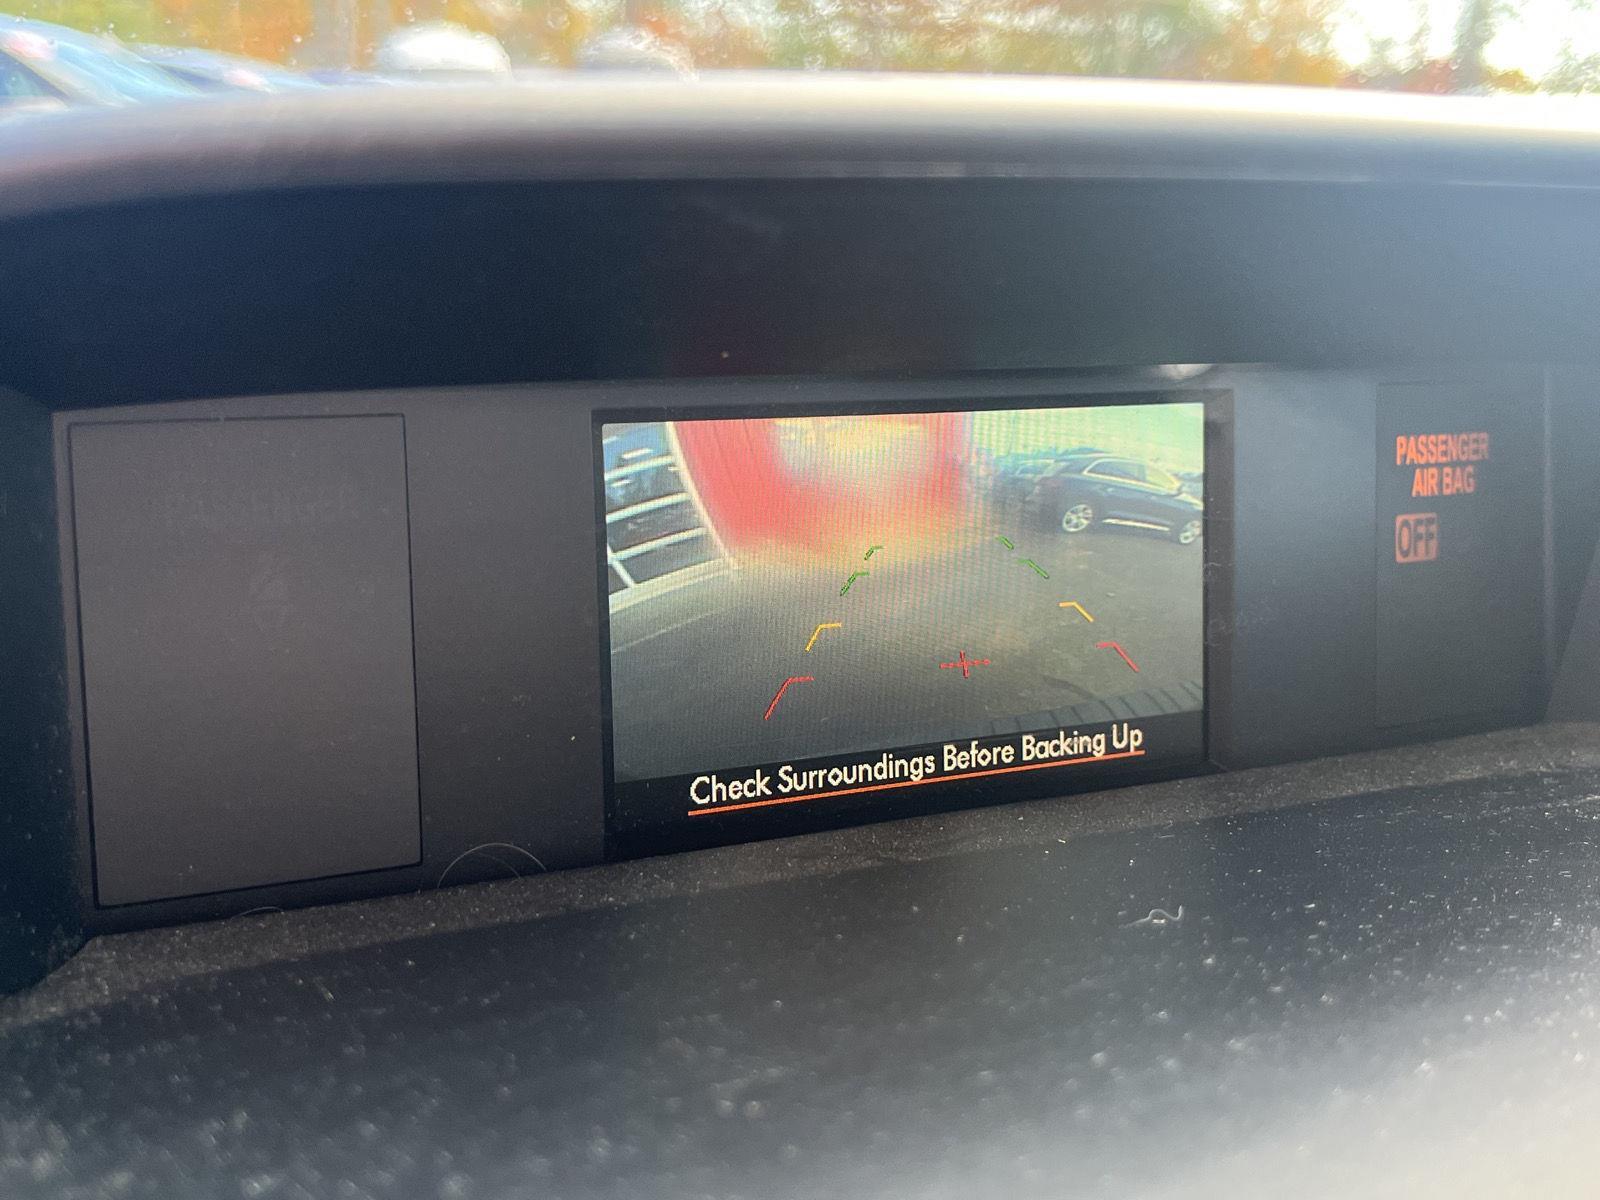 Check Surroundings Before Backing Up
PASSENGER
AIR BAG
OFF